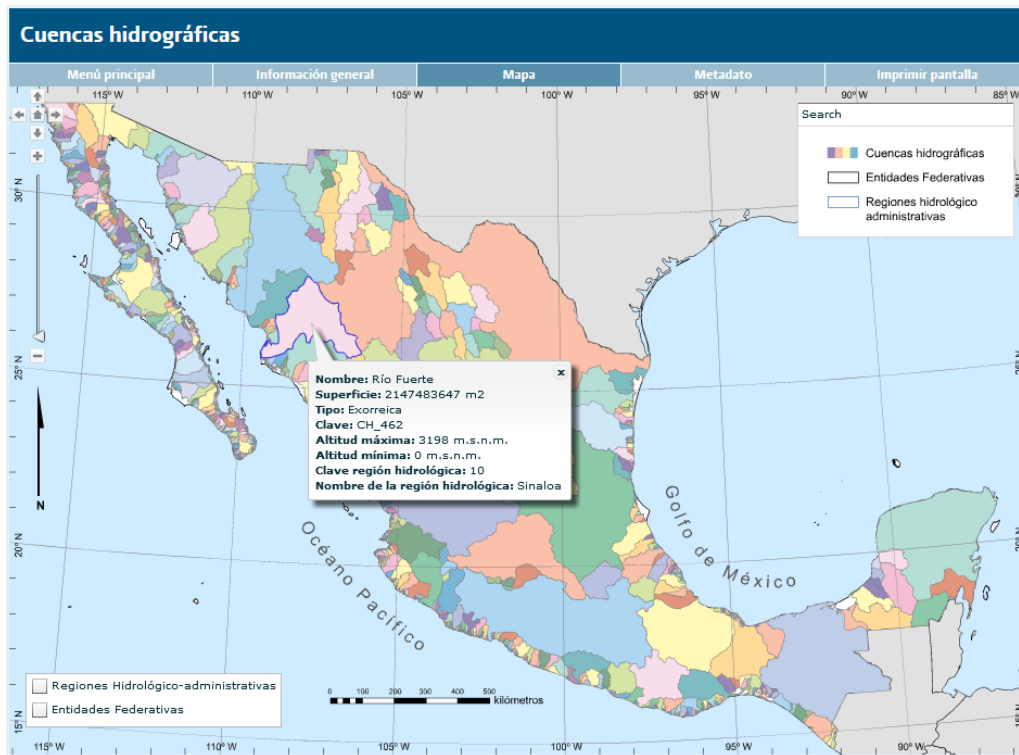 Cuencas hidrográficas
Menú principal
Información general
Mapa
Metadato
Imprimir pantalla
115° W
110° W
105° W
100° W
95° W
90° W
85° W
Search
Cuencas hidrográficas
Entidades Federativas
Regiones hidrológico
administrativas
30° N
25° N
Nombre: Río Fuerte
Superficie: 2147483647 m2
Tipo: Exorreica
Clave: CH_462
Altitud máxima: 3198 m.s.n.m.
Altitud mínima: 0 m.s.n.m.
Clave región hidrológica: 10
Nombre de la región hidrológica: Sinaloa
x
N
20° N
Golfo de México
Océano Pacífico
Regiones Hidrológico-administrativas
Entidades Federativas
0 100 200 300 400 500
kilómetros
15° N
15° N
115° W
110° W
105° W
100° W
95° W
90° W